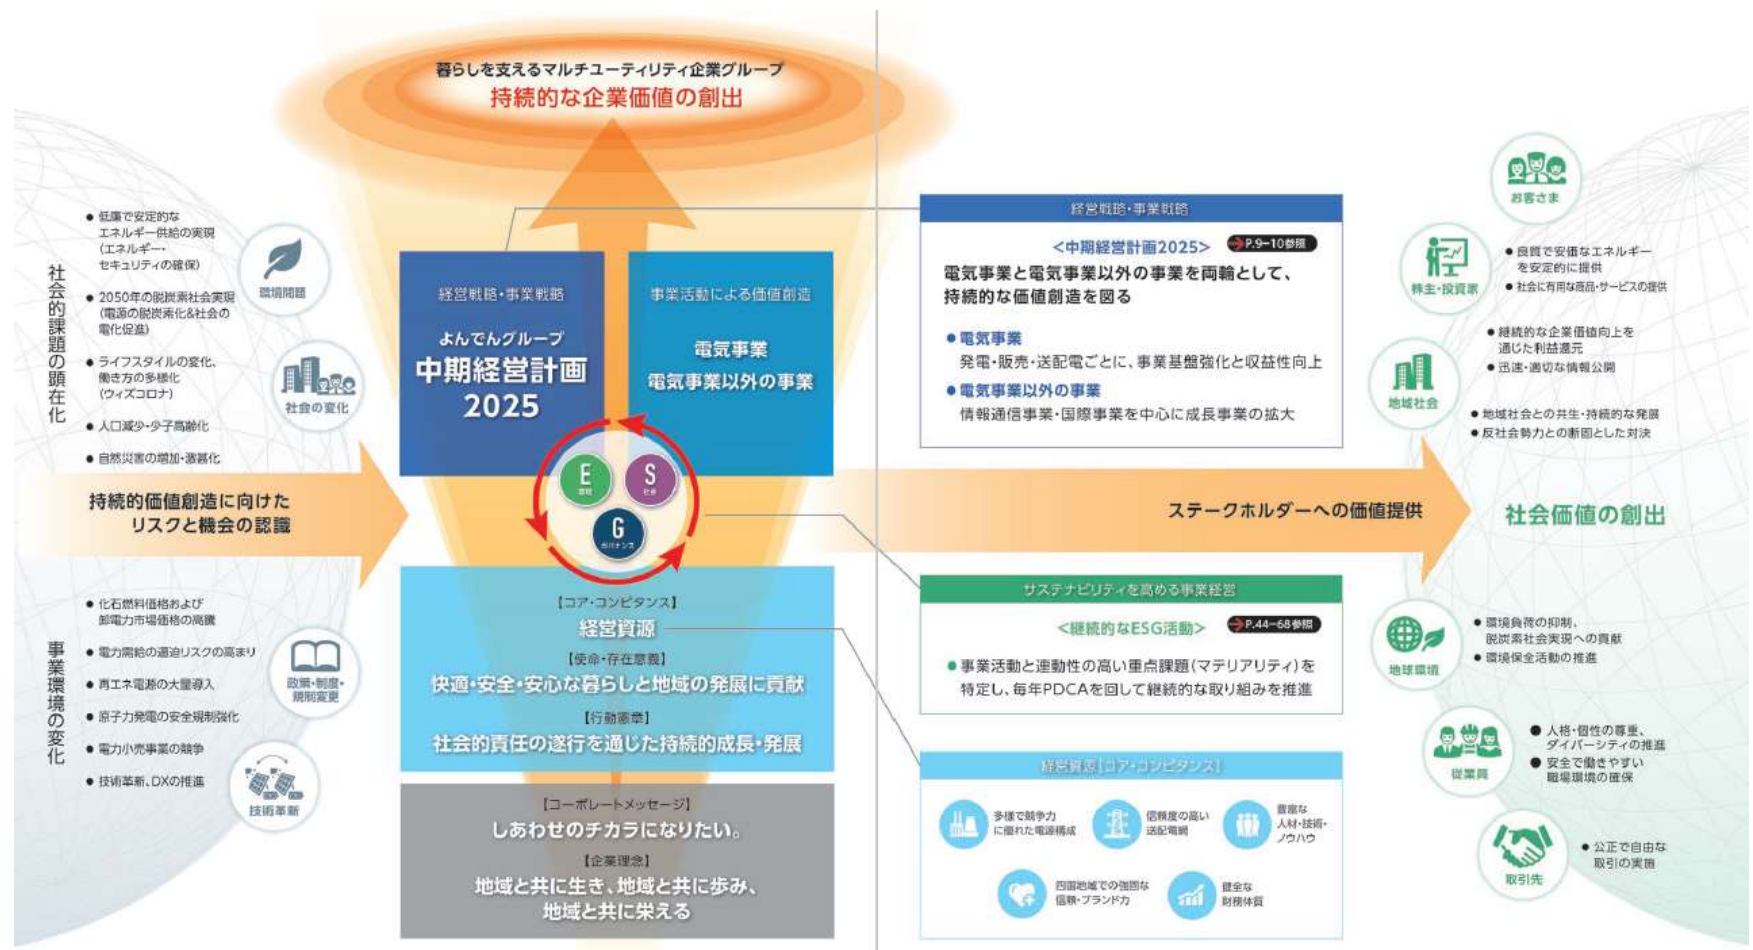 暮らしを支えるマルチユーティリティ企業グループ
持続的な企業価値の創出
社会的課題の顕在化
● 低廉で安定的な
エネルギー供給の実現
(エネルギー・
セキュリティの確保)
● 2050年の脱炭素社会実現
(電源の脱炭素化&社会の
電化促進)
● ライフスタイルの変化、
働き方の多様化
(ウィズコロナ)
● 人口減少・少子高齢化
● 自然災害の増加・激甚化
環境問題
社会の変化
持続的価値創造に向けた
リスクと機会の認識
事業環境の変化
● 化石燃料価格および
卸電力市場価格の高騰
● 電力需給の逼迫リスクの高まり
● 再エネ電源の大量導入
● 原子力発電の安全規制強化
● 電力小売事業の競争
● 技術革新、DXの推進
政策・制度・
規制変更
技術革新
経営戦略・事業戦略
よんでんグループ
中期経営計画
2025
事業活動による価値創造
電気事業
電気事業以外の事業
E
環境
S
社会
G
ガバナンス
【コア・コンピタンス】
経営資源
【使命・存在意義】
快適・安全・安心な暮らしと地域の発展に貢献
【行動憲章】
社会的責任の遂行を通じた持続的成長・発展
【コーポレートメッセージ】
しあわせのチカラになりたい。
【企業理念】
地域と共に生き、地域と共に歩み、
地域と共に栄える
経営戦略・事業戦略
<中期経営計画2025> P.9-10参照
電気事業と電気事業以外の事業を両輪として、
持続的な価値創造を図る
● 電気事業
発電・販売・送配電ごとに、事業基盤強化と収益性向上
● 電気事業以外の事業
情報通信事業・国際事業を中心に成長事業の拡大
ステークホルダーへの価値提供
サステナビリティを高める事業経営
<継続的なESG活動> P.44-68参照
● 事業活動と連動性の高い重点課題(マテリアリティ)を
特定し、毎年PDCAを回して継続的な取り組みを推進
経営資源[コア・コンピタンス]
多様で競争力
に優れた電源構成
信頼度の高い
送配電網
豊富な
人材・技術・
ノウハウ
四国地域での強固な
信頼・ブランド力
健全な
財務体質
お客さま
● 良質で安価なエネルギー
を安定的に提供
● 社会に有用な商品・サービスの提供
株主・投資家
● 継続的な企業価値向上を
通じた利益還元
● 迅速・適切な情報公開
地域社会
● 地域社会との共生・持続的な発展
● 反社会勢力との断固とした対決
社会価値の創出
地球環境
● 環境負荷の抑制、
脱炭素社会実現への貢献
● 環境保全活動の推進
従業員
● 人格・個性の尊重、
ダイバーシティの推進
● 安全で働きやすい
職場環境の確保
取引先
● 公正で自由な
取引の実施